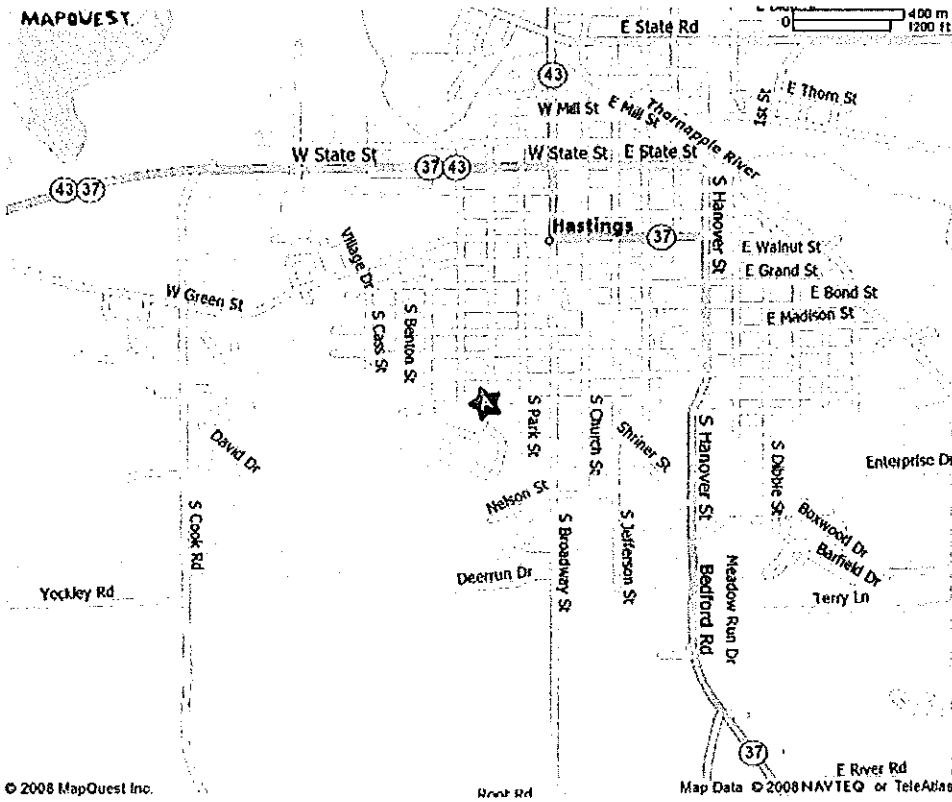 MAPQUEST.
400 m
0
1200 ft
E State Rd
43
E Thorn St
1st St
W Mill St
E Mill St
Thornapple River
W State St
37 43
W State St
E State St
43 37
S Hanover St
Hastings
37
Village Dr
E Walnut St
E Grand St
W Green St
E Bond St
S Cass St
S Benton St
E Madison St
S Park St
S Church St
Shriner St
S Hanover St
David Dr
S Dibble St
Enterprise Dr
Nelson St
S Cook Rd
S Broadway St
S Jefferson St
Boxwood Dr
Barfield Dr
Deerrun Dr
Bedford Rd
Meadow Run Dr
Yeckley Rd
Terry Ln
37
E River Rd
© 2008 MapQuest Inc.
Root Rd
Map Data © 2008 NAVTEQ or TeleAtlas